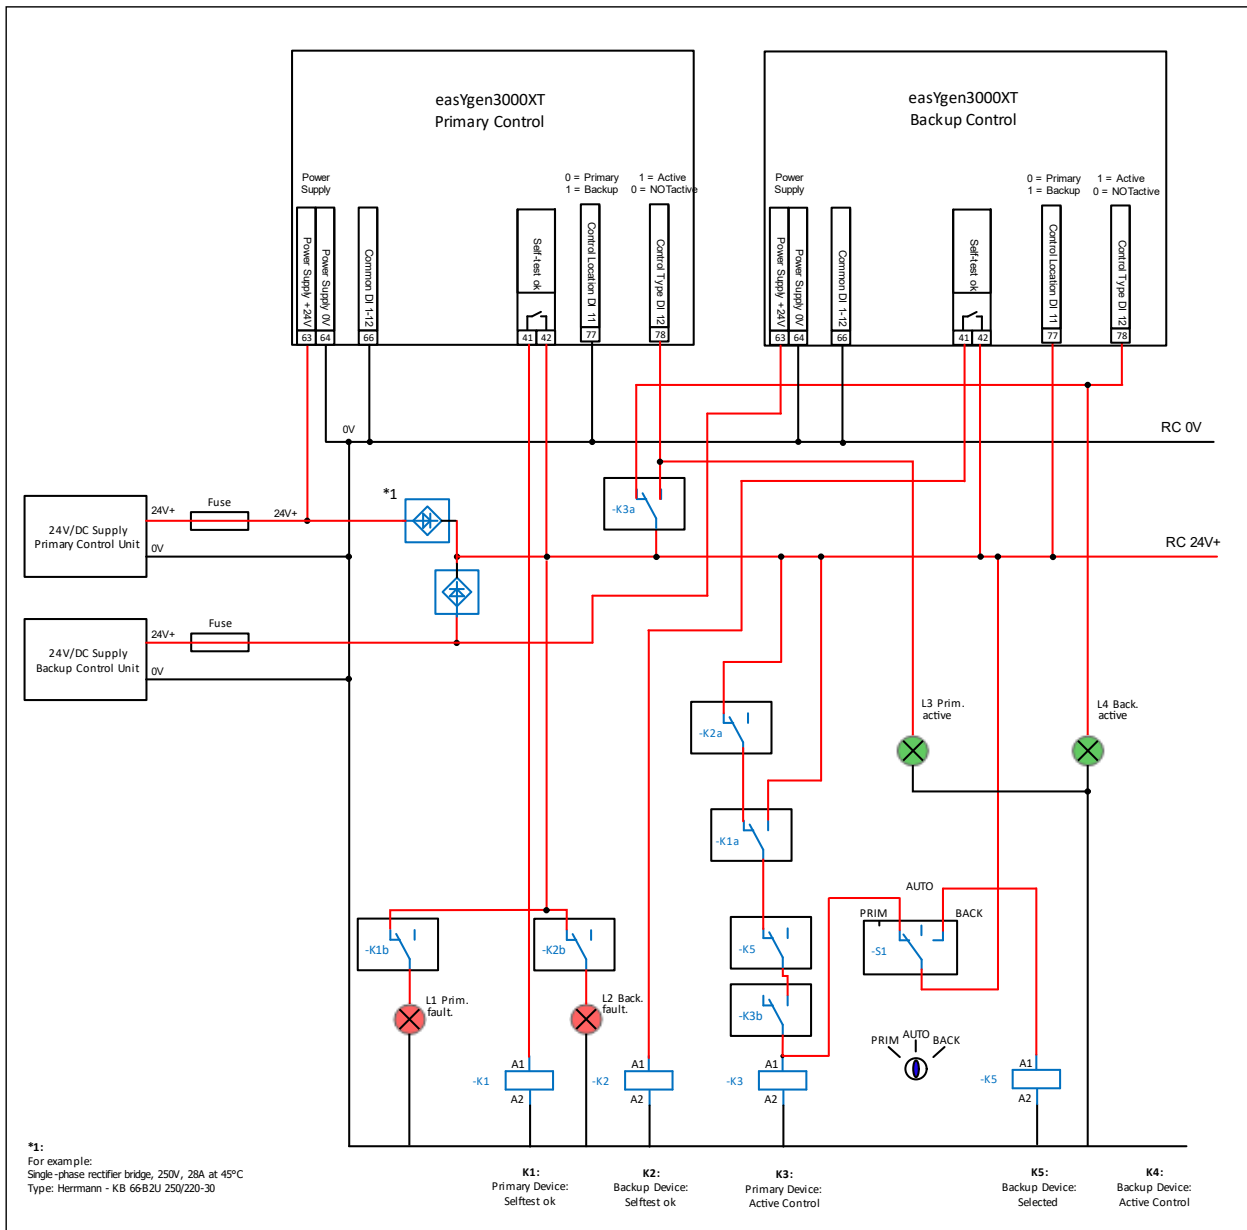 easYgen3000XT
Primary Control
easYgen3000XT
Backup Control
Power
Supply
0 = Primary
1 = Backup
1 = Active
0 = NOTactive
Power
Supply
0 = Primary
1 = Backup
1 = Active
0 = NOTactive
Power Supply +24V
Power Supply 0V
Common DI 1-12
Self-test ok
Control Location DI 11
Control Type DI 12
Power Supply +24V
Power Supply 0V
Common DI 1-12
Self-test ok
Control Location DI 11
Control Type DI 12
63 64 66 41 42 77 78
63 64 66 41 42 77 78
0V
RC 0V
*1
-K3a
24V/DC Supply
Primary Control Unit
24V+
Fuse
24V+
0V
RC 24V+
24V/DC Supply
Backup Control Unit
24V+
Fuse
0V
-K2a
L3 Prim.
active
L4 Back.
active
-K1a
AUTO
PRIM
BACK
-K1b
-K2b
-K5
-S1
L1 Prim.
fault.
L2 Back.
fault.
-K3b
PRIM
AUTO
BACK
A1
-K1
A2
A1
-K2
A2
A1
-K3
A2
A1
-K5
A2
*1:
For example:
Single-phase rectifier bridge, 250V, 28A at 45°C
Type: Herrmann - KB 66B2U 250/220-30
K1:
Primary Device:
Selftest ok
K2:
Backup Device:
Selftest ok
K3:
Primary Device:
Active Control
K5:
Backup Device:
Selected
K4:
Backup Device:
Active Control